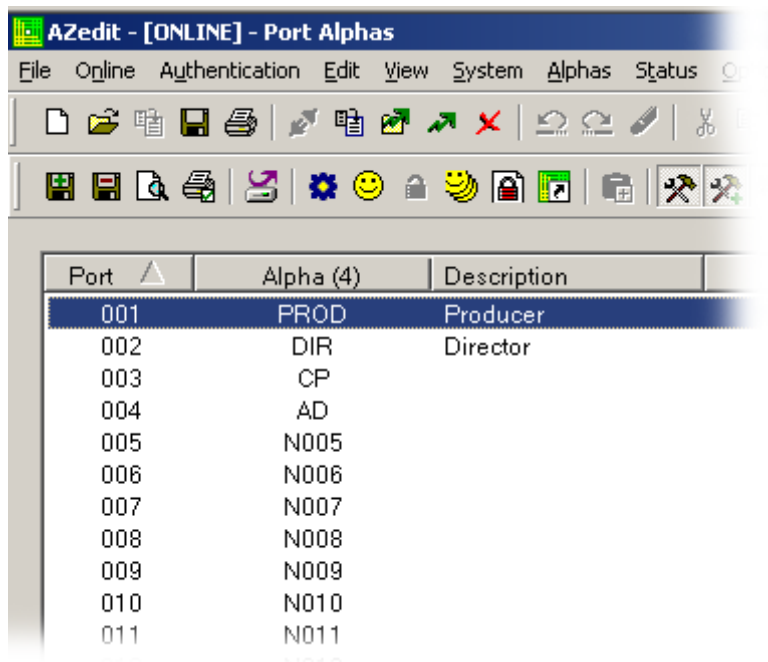 AZedit - [ONLINE] - Port Alphas
File Online Authentication Edit View System Alphas Status
Port Alpha (4) Description
001 PROD Producer
002 DIR Director
003 CP
004 AD
005 N005
006 N006
007 N007
008 N008
009 N009
010 N010
011 N011